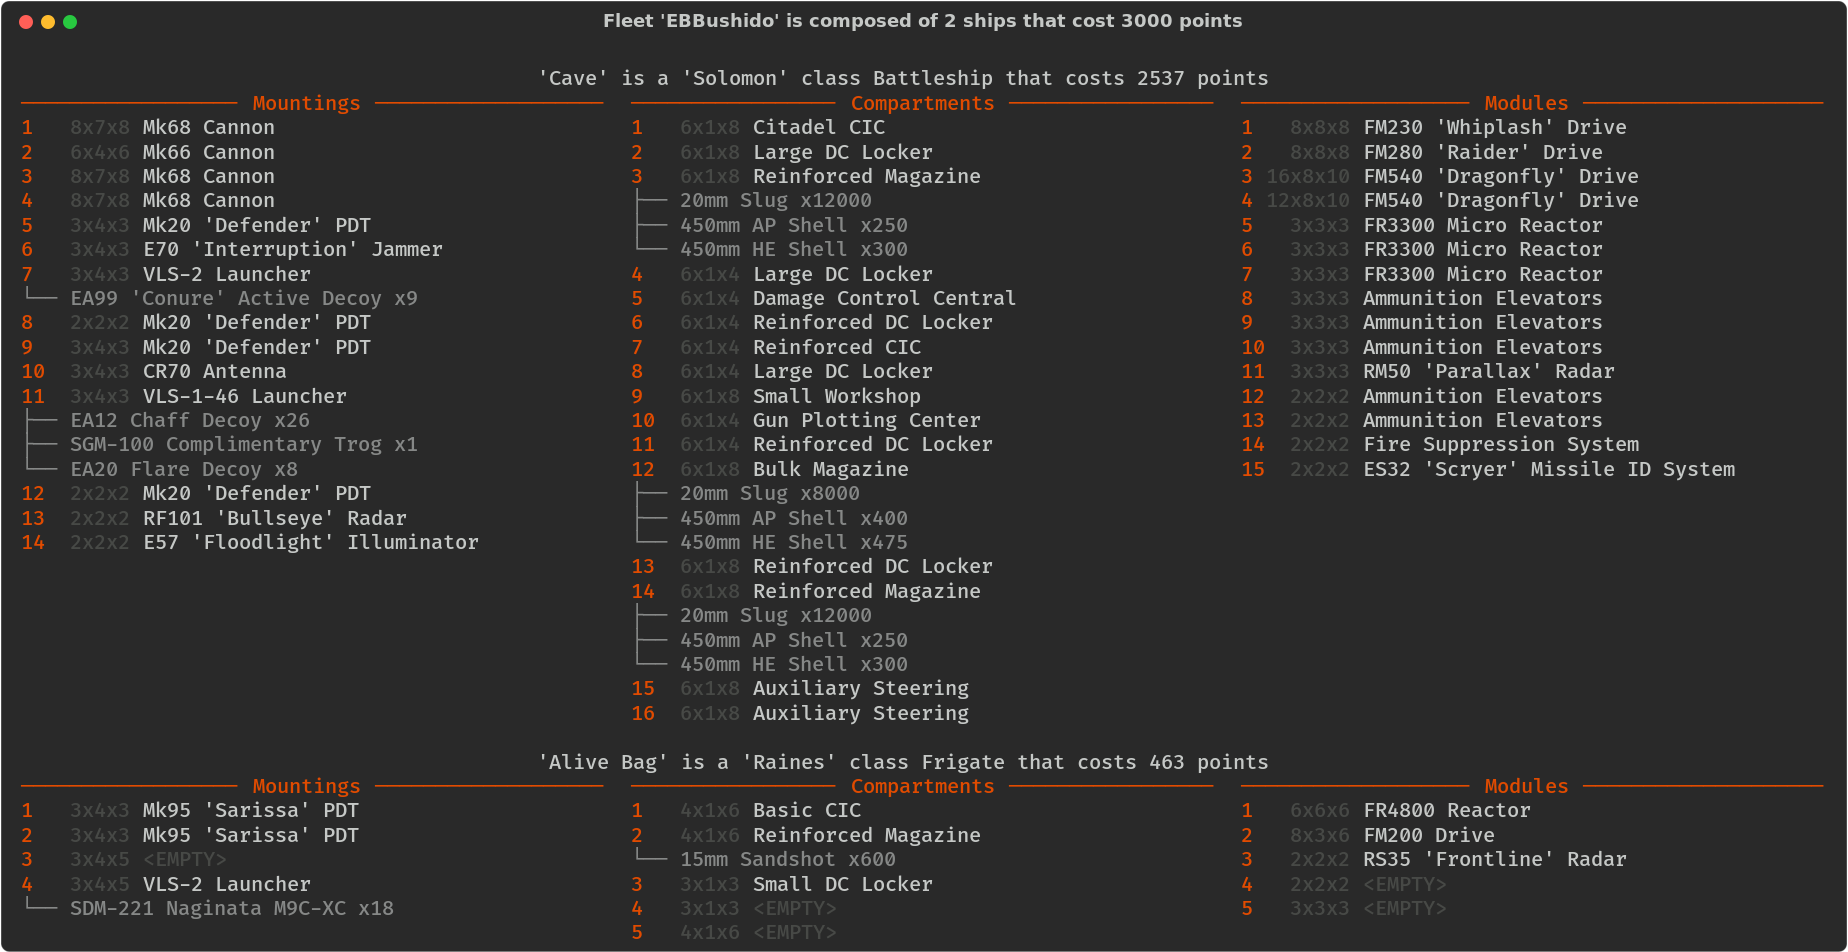 Fleet 'EBBushido' is composed of 2 ships that cost 3000 points
'Cave' is a 'Solomon' class Battleship that costs 2537 points
Mountings
1 8x7x8 Mk68 Cannon
2 6x4x6 Mk66 Cannon
3 8x7x8 Mk68 Cannon
4 8x7x8 Mk68 Cannon
5 3x4x3 Mk20 'Defender' PDT
6 3x4x3 E70 'Interruption' Jammer
7 3x4x3 VLS-2 Launcher
EA99 'Conure' Active Decoy x9
8 2x2x2 Mk20 'Defender' PDT
9 3x4x3 Mk20 'Defender' PDT
10 3x4x3 CR70 Antenna
11 3x4x3 VLS-1-46 Launcher
EA12 Chaff Decoy x26
SGM-100 Complimentary Trog x1
EA20 Flare Decoy x8
12 2x2x2 Mk20 'Defender' PDT
13 2x2x2 RF101 'Bullseye' Radar
14 2x2x2 E57 'Floodlight' Illuminator
Compartments
1 6x1x8 Citadel CIC
2 6x1x8 Large DC Locker
3 6x1x8 Reinforced Magazine
20mm Slug x12000
450mm AP Shell x250
450mm HE Shell x300
4 6x1x4 Large DC Locker
5 6x1x4 Damage Control Central
6 6x1x4 Reinforced DC Locker
7 6x1x4 Reinforced CIC
8 6x1x4 Large DC Locker
9 6x1x8 Small Workshop
10 6x1x4 Gun Plotting Center
11 6x1x4 Reinforced DC Locker
12 6x1x8 Bulk Magazine
20mm Slug x8000
450mm AP Shell x400
450mm HE Shell x475
13 6x1x8 Reinforced DC Locker
14 6x1x8 Reinforced Magazine
20mm Slug x12000
450mm AP Shell x250
450mm HE Shell x300
15 6x1x8 Auxiliary Steering
16 6x1x8 Auxiliary Steering
Modules
1 8x8x8 FM230 'Whiplash' Drive
2 8x8x8 FM280 'Raider' Drive
3 16x8x10 FM540 'Dragonfly' Drive
4 12x8x10 FM540 'Dragonfly' Drive
5 3x3x3 FR3300 Micro Reactor
6 3x3x3 FR3300 Micro Reactor
7 3x3x3 FR3300 Micro Reactor
8 3x3x3 Ammunition Elevators
9 3x3x3 Ammunition Elevators
10 3x3x3 Ammunition Elevators
11 3x3x3 RM50 'Parallax' Radar
12 2x2x2 Ammunition Elevators
13 2x2x2 Ammunition Elevators
14 2x2x2 Fire Suppression System
15 2x2x2 ES32 'Scryer' Missile ID System
'Alive Bag' is a 'Raines' class Frigate that costs 463 points
Mountings
1 3x4x3 Mk95 'Sarissa' PDT
2 3x4x3 Mk95 'Sarissa' PDT
3 3x4x5 <EMPTY>
4 3x4x5 VLS-2 Launcher
SDM-221 Naginata M9C-XC x18
Compartments
1 4x1x6 Basic CIC
2 4x1x6 Reinforced Magazine
15mm Sandshot x600
3 3x1x3 Small DC Locker
4 3x1x3 <EMPTY>
5 4x1x6 <EMPTY>
Modules
1 6x6x6 FR4800 Reactor
2 8x3x6 FM200 Drive
3 2x2x2 RS35 'Frontline' Radar
4 2x2x2 <EMPTY>
5 3x3x3 <EMPTY>